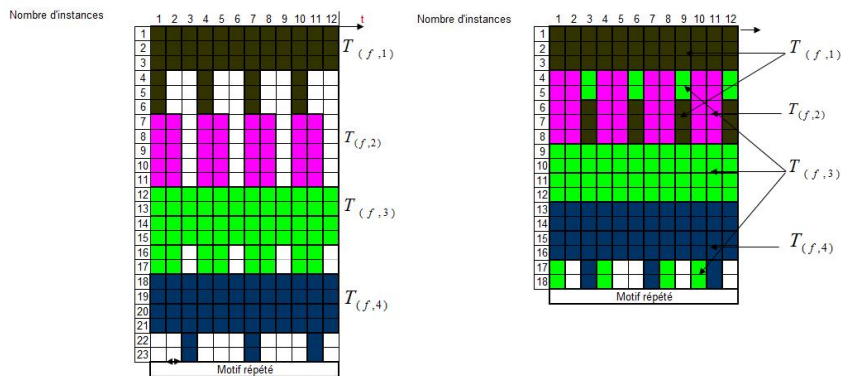 Nombre d'instances
1 2 3 4 5 6 7 8 9 10 11 12 t
1
2
3
4
5
6
7
8
9
10
11
12
13
14
15
16
17
18
19
20
21
22
23
T(f,1)
T(f,2)
T(f,3)
T(f,4)
Motif répété
Nombre d'instances
1 2 3 4 5 6 7 8 9 10 11 12
1
2
3
4
5
6
7
8
9
10
11
12
13
14
15
16
17
18
T(f,1)
T(f,2)
T(f,3)
T(f,4)
Motif répété